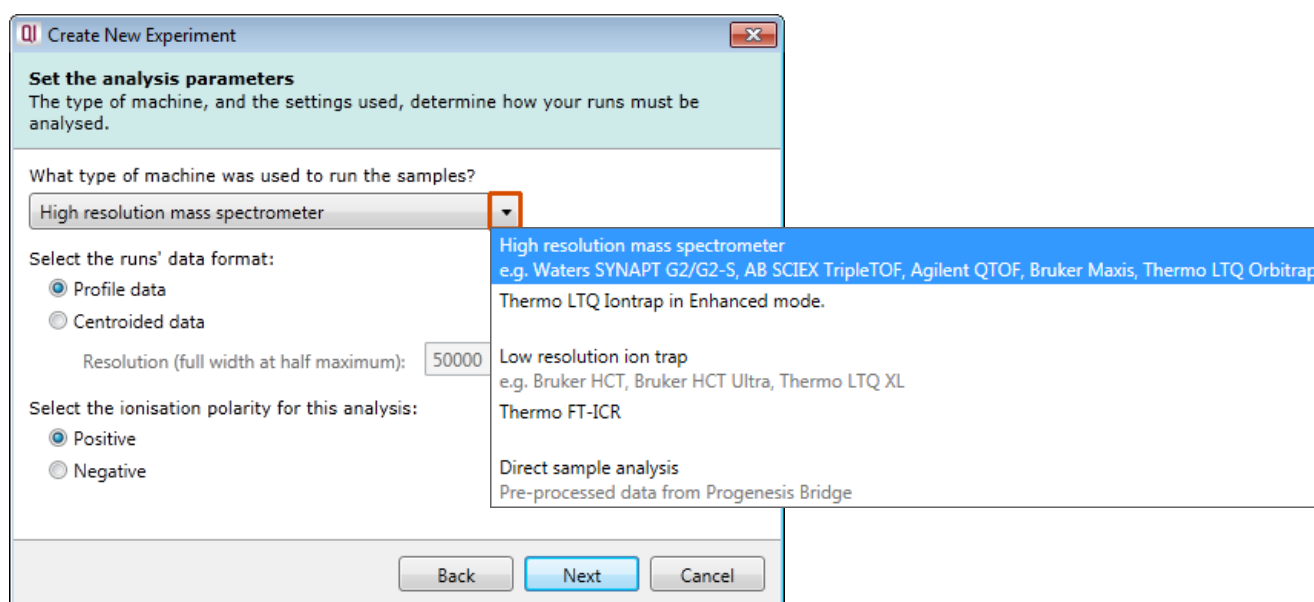 QI Create New Experiment
Set the analysis parameters
The type of machine, and the settings used, determine how your runs must be
analysed.
What type of machine was used to run the samples?
High resolution mass spectrometer
High resolution mass spectrometer
e.g. Waters SYNAPT G2/G2-S, AB SCIEX TripleTOF, Agilent QTOF, Bruker Maxis, Thermo LTQ Orbitrap
Thermo LTQ Iontrap in Enhanced mode.
Low resolution ion trap
e.g. Bruker HCT, Bruker HCT Ultra, Thermo LTQ XL
Thermo FT-ICR
Direct sample analysis
Pre-processed data from Progenesis Bridge
Select the runs' data format:
Profile data
Centroided data
Resolution (full width at half maximum): 50000
Select the ionisation polarity for this analysis:
Positive
Negative
Back Next Cancel